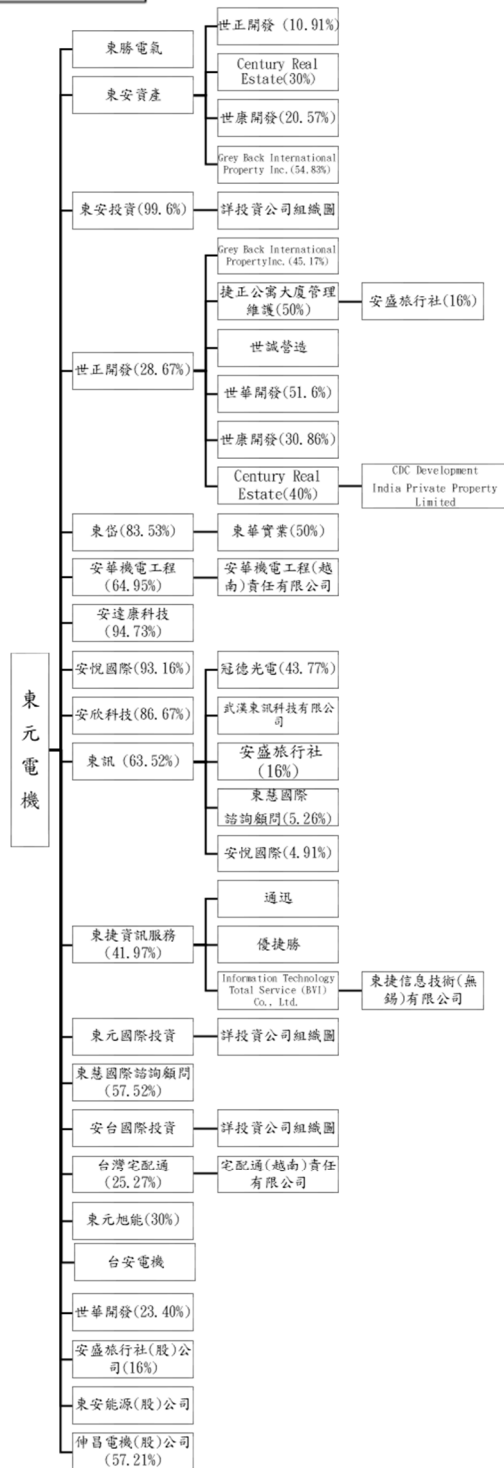 東元電機
東勝電氣
東安資產
世正開發 (10.91%)
Century Real
Estate(30%)
世康開發(20.57%)
Grey Back International
Property Inc.(54.83%)
東安投資(99.6%)
詳投資公司組織圖
世正開發(28.67%)
Grey Back International
PropertyInc.(45.17%)
捷正公寓大廈管理
維護(50%)
安盛旅行社(16%)
世誠營造
世華開發(51.6%)
世康開發(30.86%)
Century Real
Estate(40%)
CDC Development
India Private Property
Limited
東岱(83.53%)
東華實業(50%)
安華機電工程
(64.95%)
安華機電工程(越
南)責任有限公司
安達康科技
(94.73%)
安悅國際(93.16%)
安欣科技(86.67%)
東訊 (63.52%)
冠德光電(43.77%)
武漢東訊科技有限公
司
安盛旅行社
(16%)
東慧國際
諮詢顧問(5.26%)
安悅國際(4.91%)
東捷資訊服務
(41.97%)
通迅
優捷勝
Information Technology
Total Service (BVI)
Co., Ltd.
東捷信息技術(無
錫)有限公司
東元國際投資
詳投資公司組織圖
東慧國際諮詢顧問
(57.52%)
安台國際投資
詳投資公司組織圖
台灣宅配通
(25.27%)
宅配通(越南)責任
有限公司
東元旭能(30%)
台安電機
世華開發(23.40%)
安盛旅行社(股)公
司(16%)
東安能源(股)公司
伸昌電機(股)公司
(57.21%)